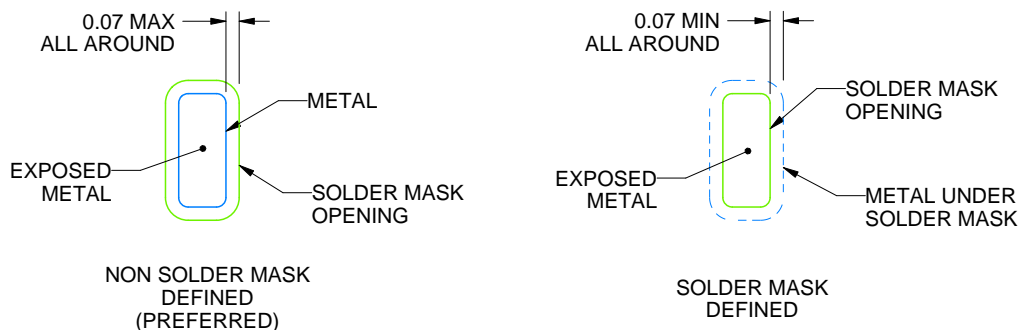 0.07 MAX
ALL AROUND
METAL
EXPOSED
METAL
SOLDER MASK
OPENING
NON SOLDER MASK
DEFINED
(PREFERRED)
0.07 MIN
ALL AROUND
SOLDER MASK
OPENING
EXPOSED
METAL
METAL UNDER
SOLDER MASK
SOLDER MASK
DEFINED